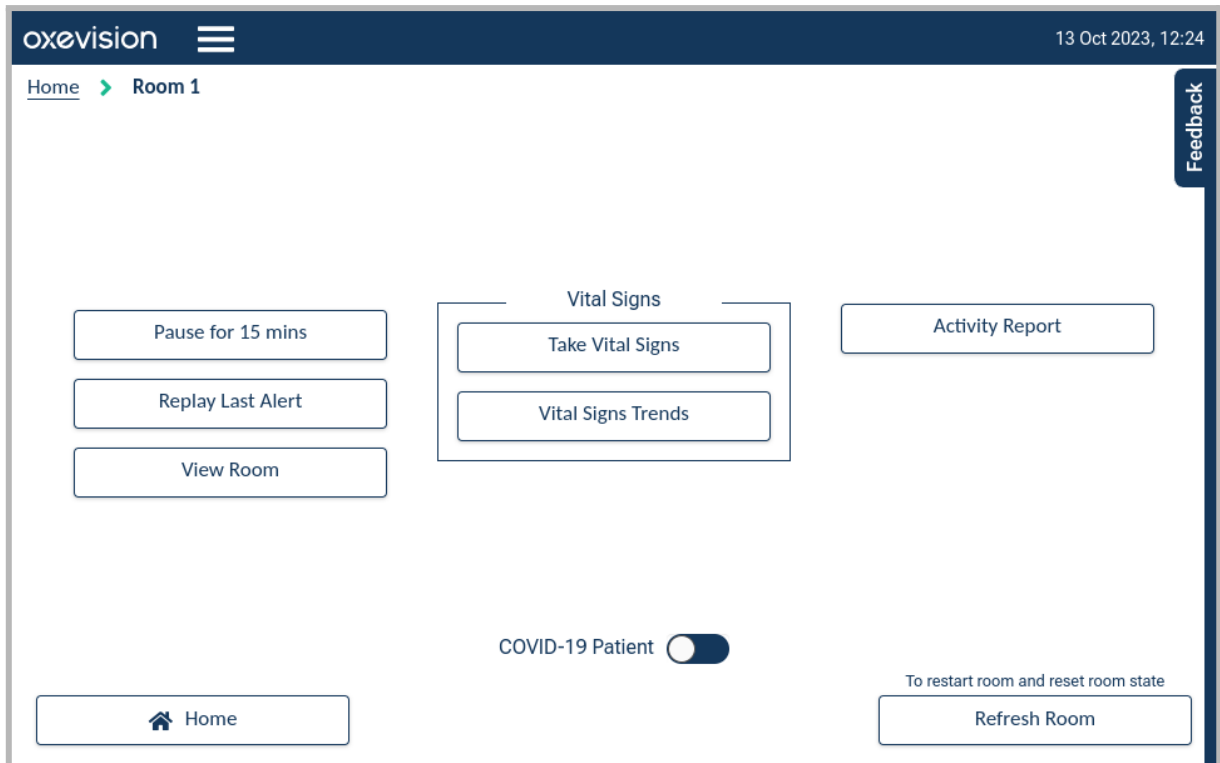 oxevision
13 Oct 2023, 12:24
Home Room 1
Feedback
Pause for 15 mins
Replay Last Alert
View Room
Vital Signs
Take Vital Signs
Vital Signs Trends
Activity Report
COVID-19 Patient
To restart room and reset room state
Home
Refresh Room